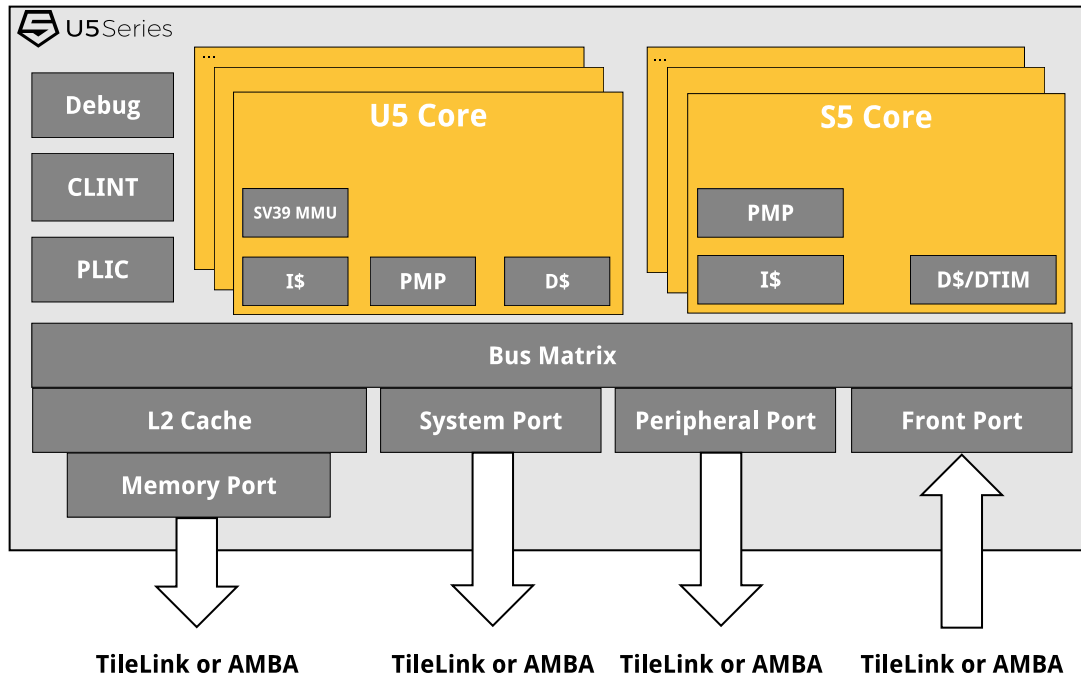 U5Series
...
...
Debug
CLINT
PLIC
U5 Core
SV39 MMU
I$
PMP
D$
S5 Core
PMP
I$
D$/DTIM
Bus Matrix
L2 Cache
System Port
Peripheral Port
Front Port
Memory Port
TileLink or AMBA
TileLink or AMBA
TileLink or AMBA
TileLink or AMBA